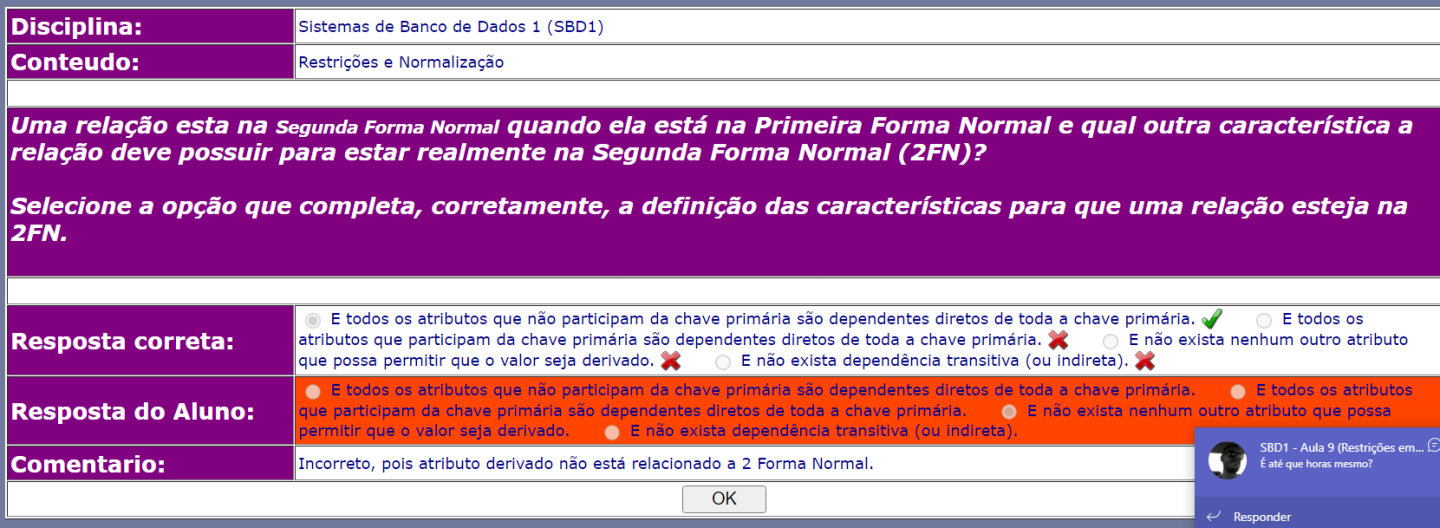 Disciplina: Sistemas de Banco de Dados 1 (SBD1)
Conteudo: Restrições e Normalização
Uma relação esta na Segunda Forma Normal quando ela está na Primeira Forma Normal e qual outra característica a
relação deve possuir para estar realmente na Segunda Forma Normal (2FN)?
Selecione a opção que completa, corretamente, a definição das características para que uma relação esteja na
2FN.
Resposta correta:
E todos os atributos que não participam da chave primária são dependentes diretos de toda a chave primária. E todos os
atributos que participam da chave primária são dependentes diretos de toda a chave primária. E não exista nenhum outro atributo
que possa permitir que o valor seja derivado. E não exista dependência transitiva (ou indireta).
Resposta do Aluno:
E todos os atributos que não participam da chave primária são dependentes diretos de toda a chave primária. E todos os atributos
que participam da chave primária são dependentes diretos de toda a chave primária. E não exista nenhum outro atributo que possa
permitir que o valor seja derivado. E não exista dependência transitiva (ou indireta).
Comentario: Incorreto, pois atributo derivado não está relacionado a 2 Forma Normal.
OK
SBD1 - Aula 9 (Restrições em...
É até que horas mesmo?
Responder